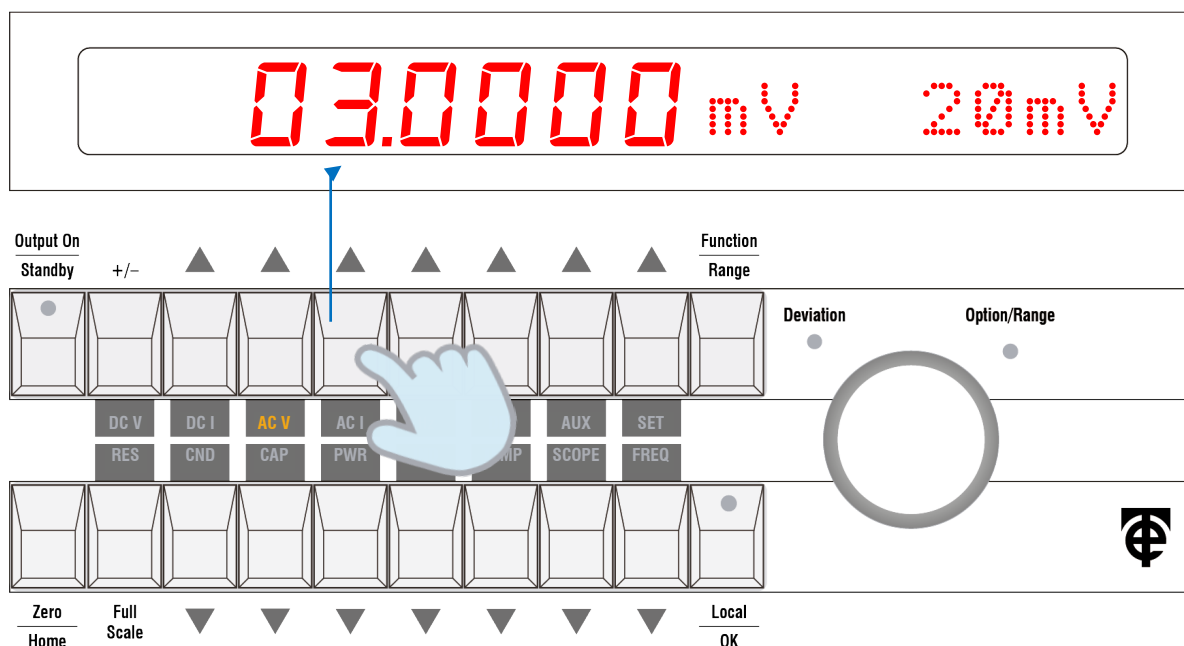 03.0000 mV 20mV
Output On
Standby
+/−
Function
Range
Deviation
Option/Range
DC V DC I AC V AC I AUX SET
RES CND CAP PWR SCOPE FREQ
Zero
Home
Full
Scale
Local
OK